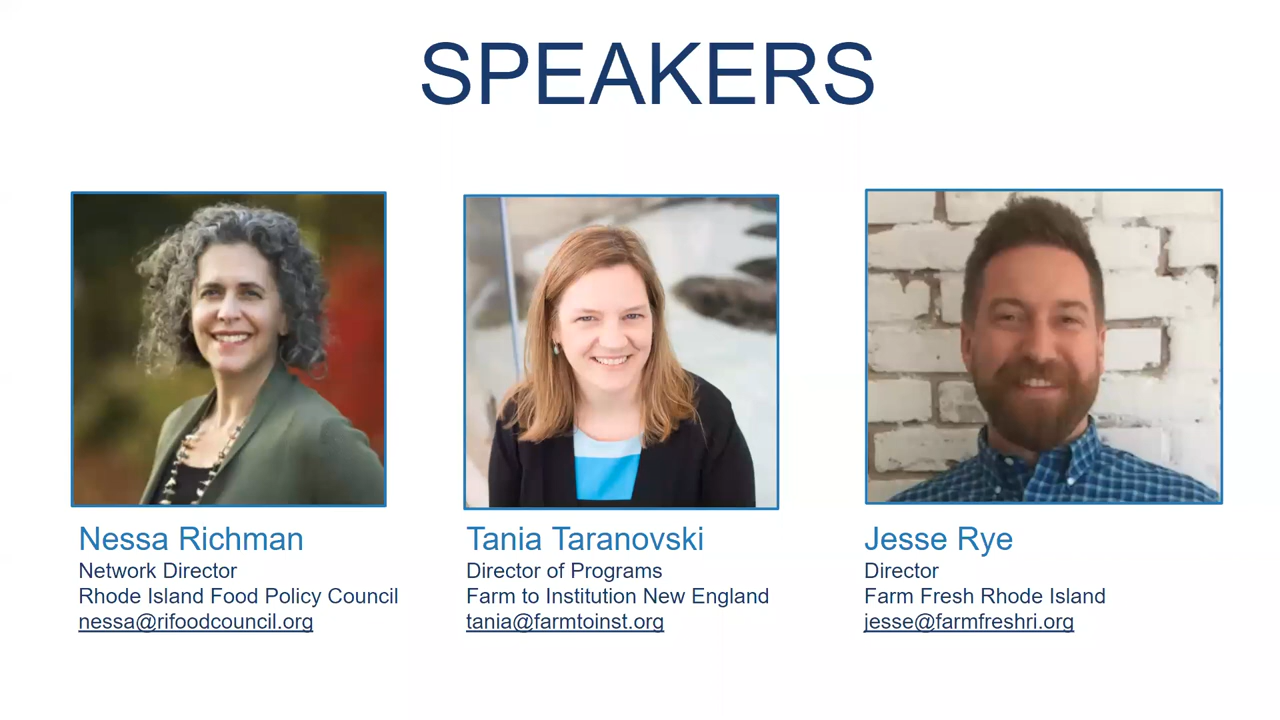 SPEAKERS
Nessa Richman
Network Director
Rhode Island Food Policy Council
nessa@rifoodcouncil.org
Tania Taranovski
Director of Programs
Farm to Institution New England
tania@farmtoinst.org
Jesse Rye
Director
Farm Fresh Rhode Island
jesse@farmfreshri.org